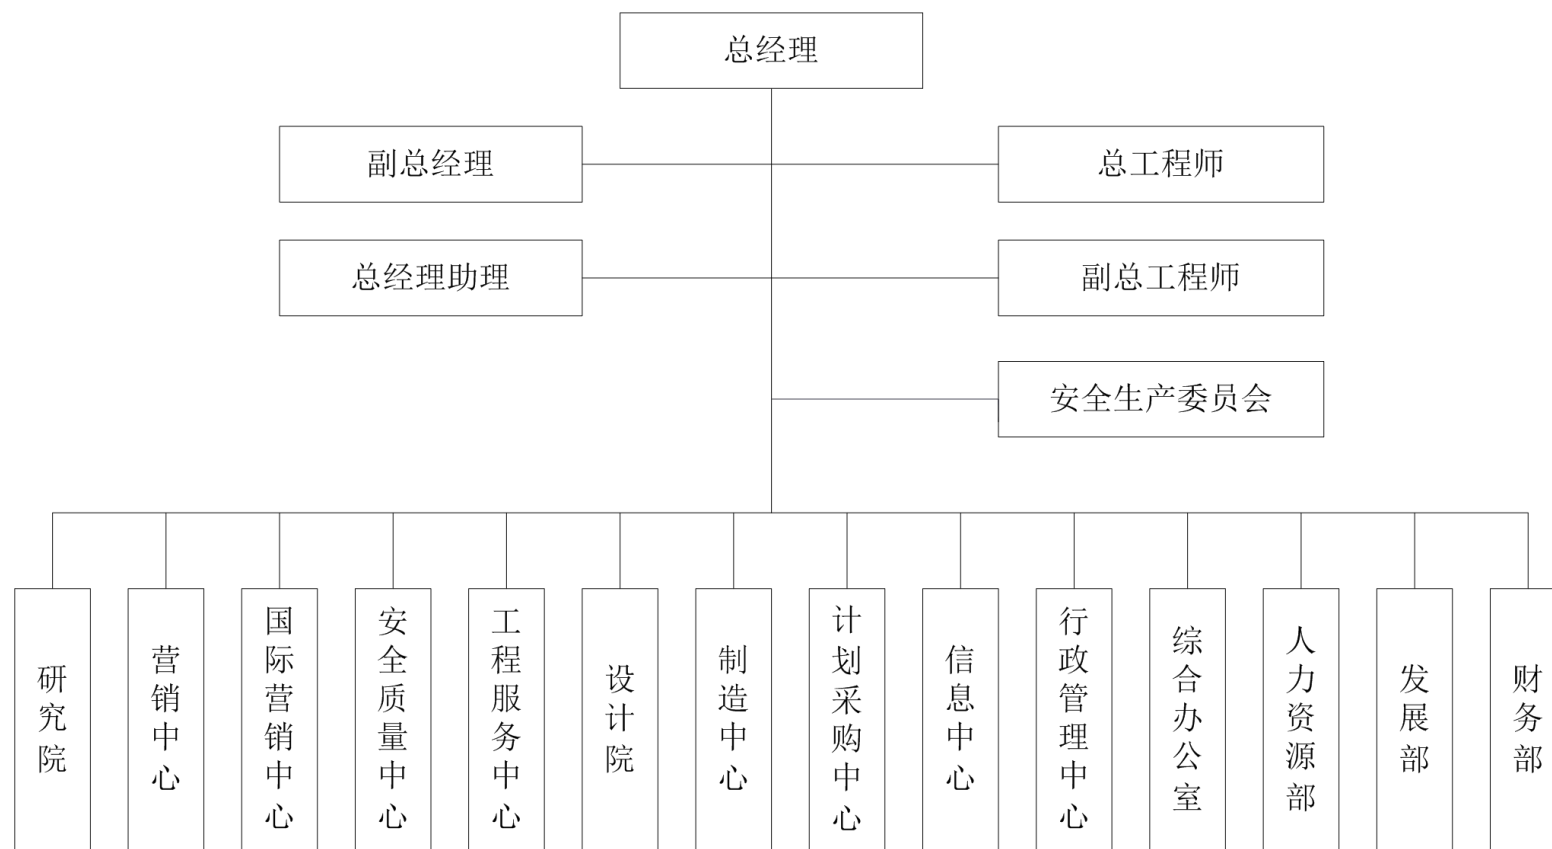 总经理
副总经理
总工程师
总经理助理
副总工程师
安全生产委员会
研究院
营销中心
国际营销中心
安全质量中心
工程服务中心
设计院
制造中心
计划采购中心
信息中心
行政管理中心
综合办公室
人力资源部
发展部
财务部